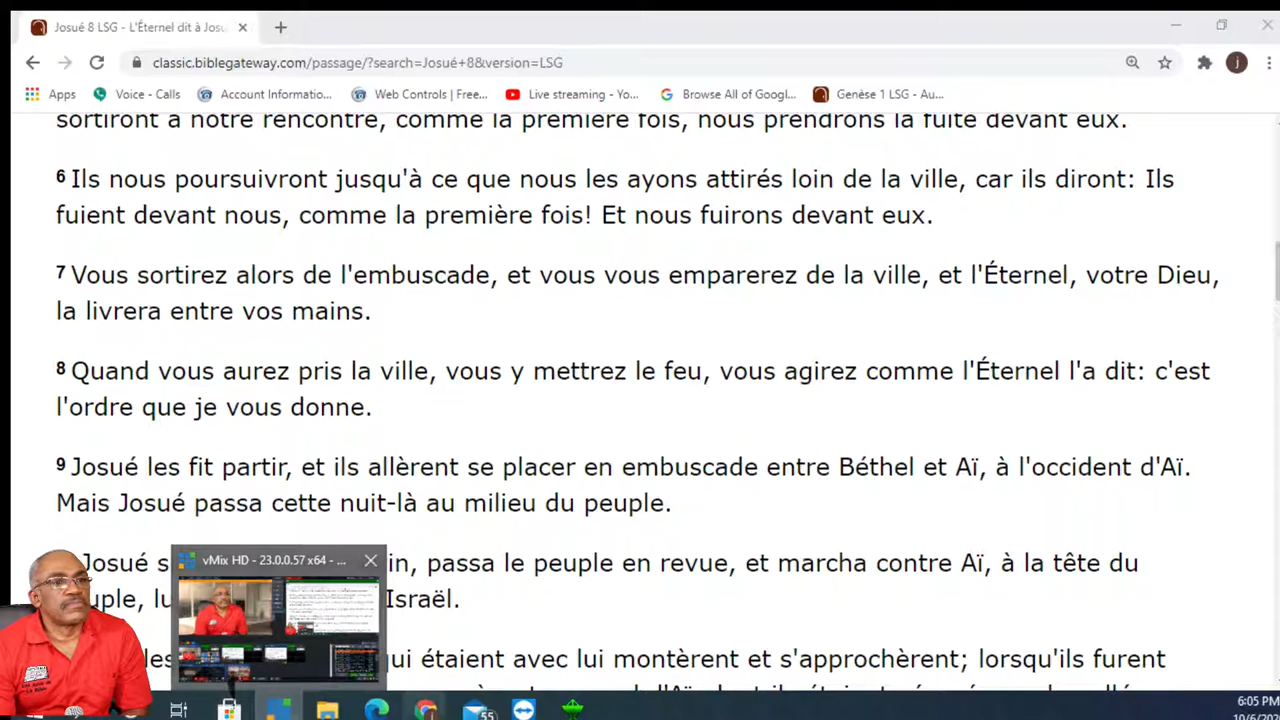 Josué 8 LSG - L'Éternel dit à Josu
classic.biblegateway.com/passage/?search=Josué+8&version=LSG
j
Apps
Voice - Calls
Account Informatio...
Web Controls | Free...
Live streaming - Yo...
Browse All of Googl...
Genèse 1 LSG - Au...
sortiront à notre rencontre, comme la première fois, nous prendrons la fuite devant eux.
6 Ils nous poursuivront jusqu'à ce que nous les ayons attirés loin de la ville, car ils diront: Ils
fuient devant nous, comme la première fois! Et nous fuirons devant eux.
7 Vous sortirez alors de l'embuscade, et vous vous emparerez de la ville, et l'Éternel, votre Dieu,
la livrera entre vos mains.
8 Quand vous aurez pris la ville, vous y mettrez le feu, vous agirez comme l'Éternel l'a dit: c'est
l'ordre que je vous donne.
9 Josué les fit partir, et ils allèrent se placer en embuscade entre Béthel et Aï, à l'occident d'Aï.
Mais Josué passa cette nuit-là au milieu du peuple.
Josué s in, passa le peuple en revue, et marcha contre Aï, à la tête du
uple, lu Israël.
vMix HD - 23.0.0.57 x64 - ...
qui étaient avec lui montèrent et s'approchèrent; lorsqu'ils furent
55
6:05 PM
10/6/20